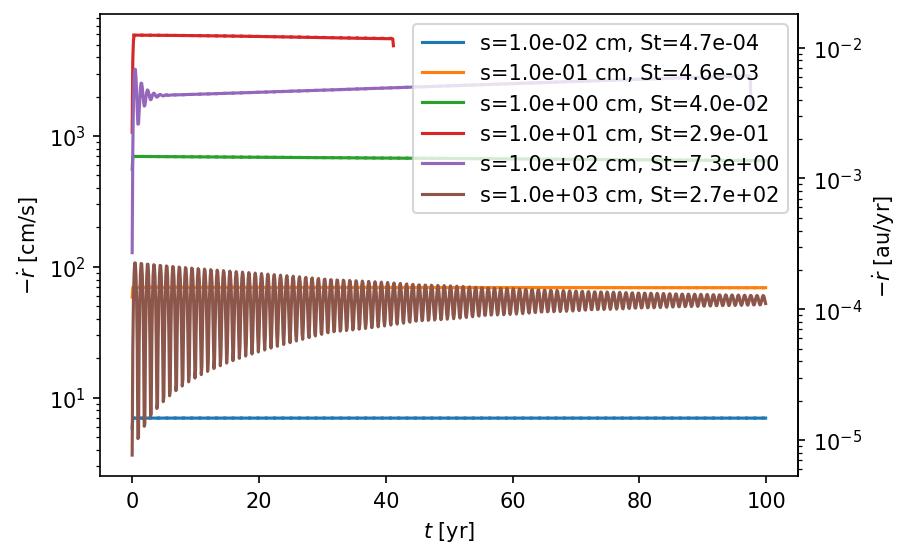 s=1.0e-02 cm, St=4.7e-04
s=1.0e-01 cm, St=4.6e-03
s=1.0e+00 cm, St=4.0e-02
s=1.0e+01 cm, St=2.9e-01
s=1.0e+02 cm, St=7.3e+00
s=1.0e+03 cm, St=2.7e+02
10³
10²
10¹
−ṙ [cm/s]
10⁻²
10⁻³
10⁻⁴
10⁻⁵
−ṙ [au/yr]
0 20 40 60 80 100
t [yr]